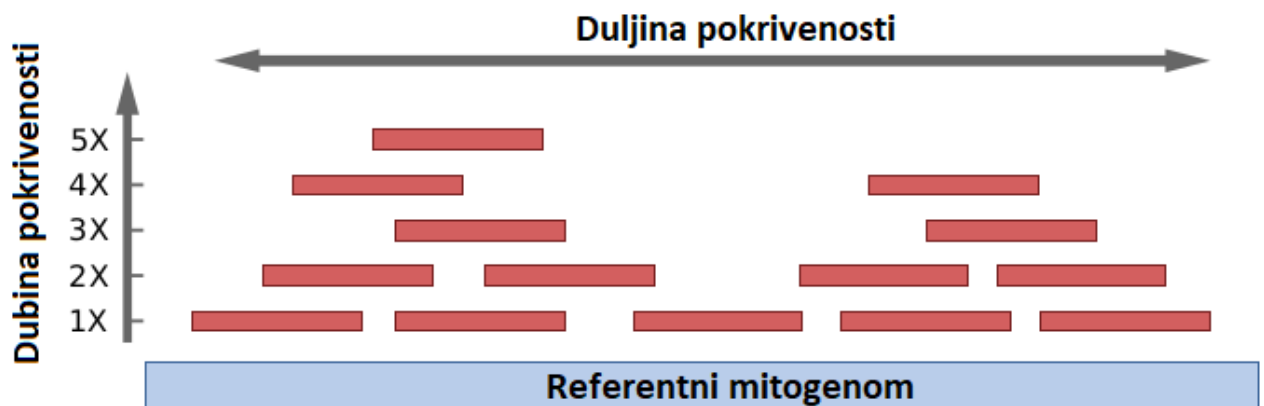 Duljina pokrivenosti
Dubina pokrivenosti
5X
4X
3X
2X
1X
Referentni mitogenom